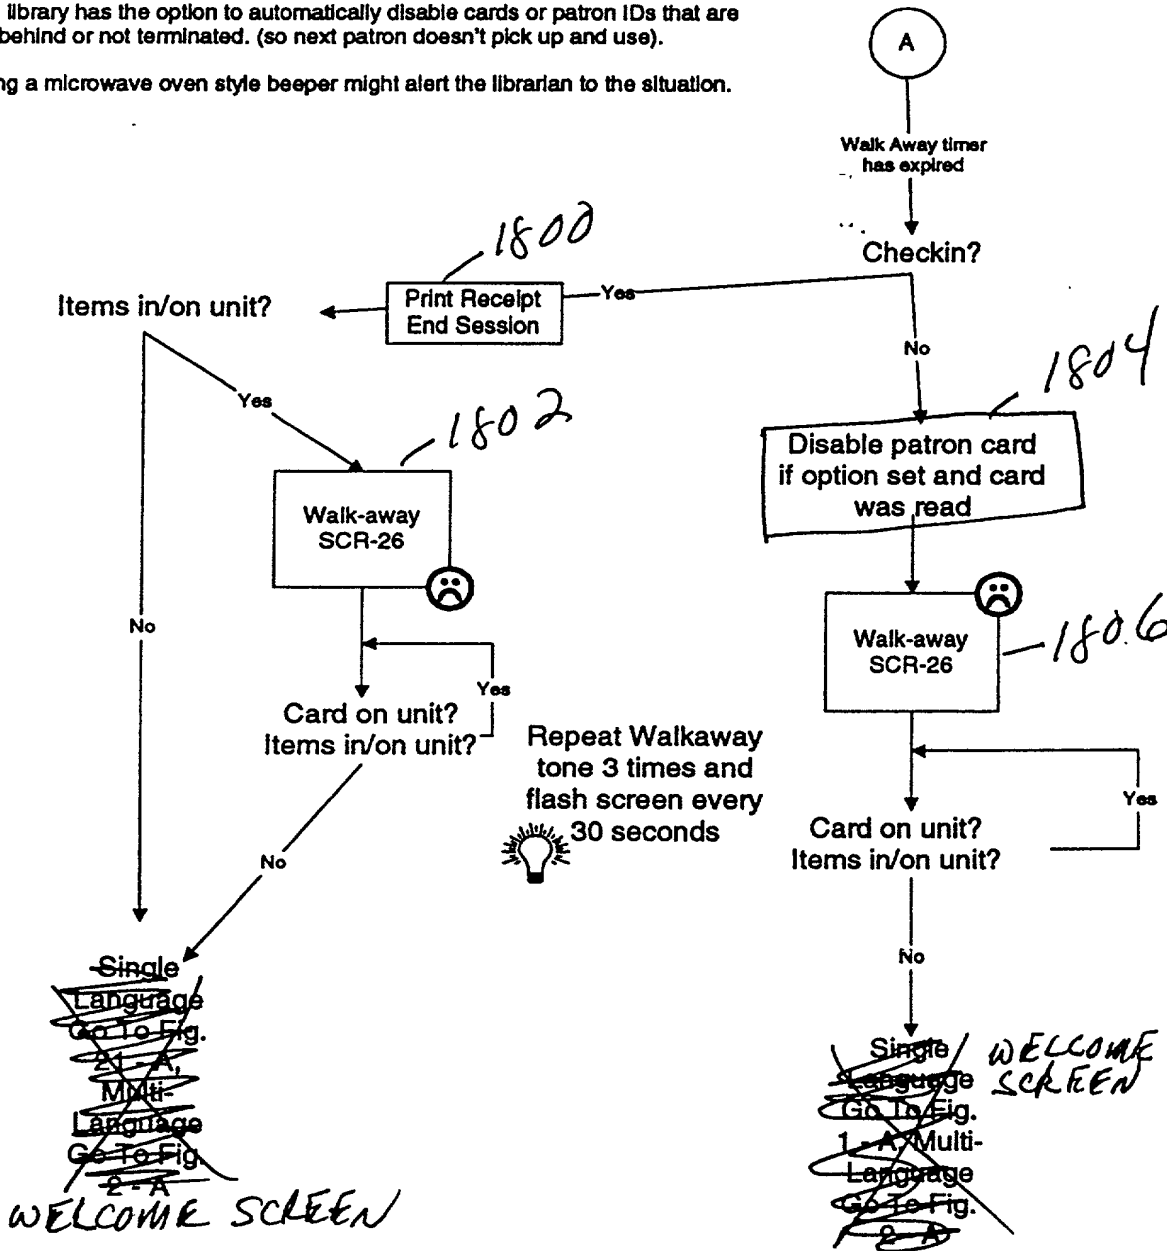 library has the option to automatically disable cards or patron IDs that are
behind or not terminated. (so next patron doesn't pick up and use).
ng a microwave oven style beeper might alert the librarian to the situation.
A
Walk Away timer
has expired
Checkin?
1800
Print Receipt
End Session
Yes
Items in/on unit?
No
1804
Yes
1802
Disable patron card
if option set and card
was read
Walk-away
SCR-26
Walk-away
SCR-26
1806
No
Yes
Card on unit?
Items in/on unit?
Repeat Walkaway
tone 3 times and
flash screen every
30 seconds
Yes
Card on unit?
Items in/on unit?
No
No
Single
Language
Go To Fig.
21 - A,
Multi-
Language
Go To Fig.
2 - A
WELCOME SCREEN
Single
Language
Go To Fig.
1 - A, Multi-
Language
Go To Fig.
2 - A
WELCOME
SCREEN